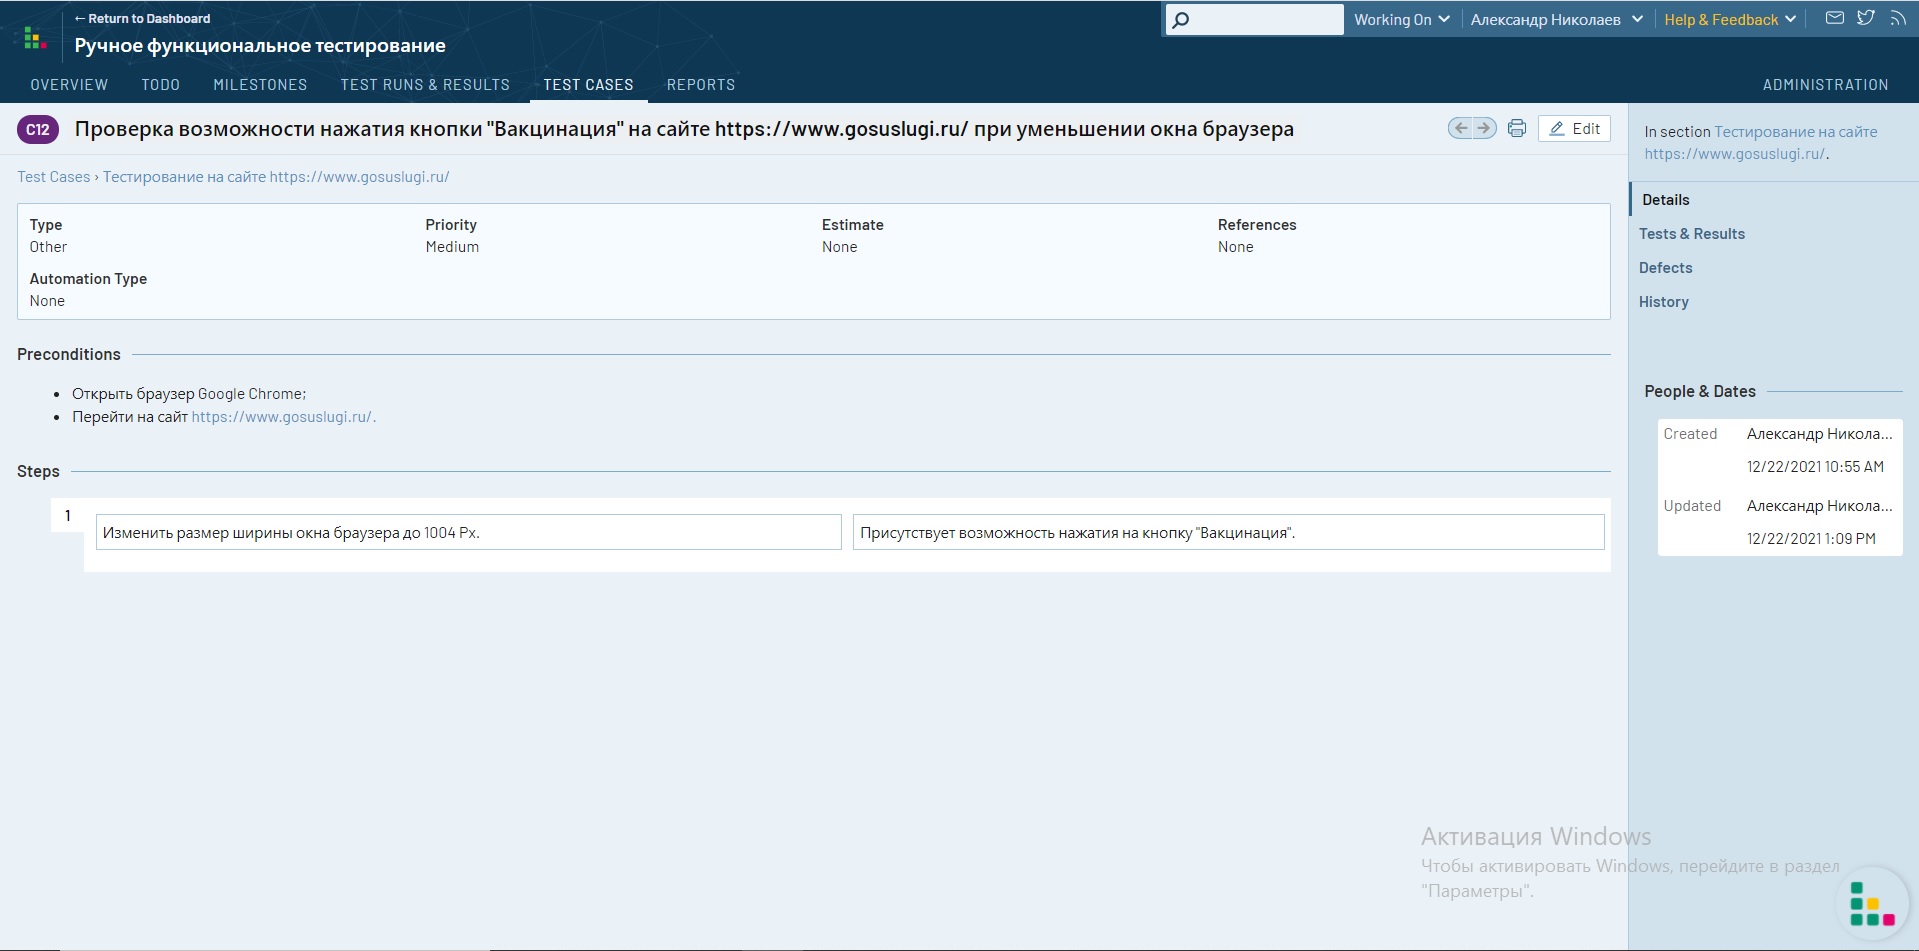 ← Return to Dashboard
Ручное функциональное тестирование
Working On
Александр Николаев
Help & Feedback
OVERVIEW
TODO
MILESTONES
TEST RUNS & RESULTS
TEST CASES
REPORTS
ADMINISTRATION
C12
Проверка возможности нажатия кнопки "Вакцинация" на сайте https://www.gosuslugi.ru/ при уменьшении окна браузера
Edit
Test Cases › Тестирование на сайте https://www.gosuslugi.ru/
Type
Other
Priority
Medium
Estimate
None
References
None
Automation Type
None
Preconditions
• Открыть браузер Google Chrome;
• Перейти на сайт https://www.gosuslugi.ru/.
Steps
1
Изменить размер ширины окна браузера до 1004 Px.
Присутствует возможность нажатия на кнопку "Вакцинация".
In section Тестирование на сайте
https://www.gosuslugi.ru/.
Details
Tests & Results
Defects
History
People & Dates
Created
Александр Никола...
12/22/2021 10:55 AM
Updated
Александр Никола...
12/22/2021 1:09 PM
Активация Windows
Чтобы активировать Windows, перейдите в раздел
"Параметры".